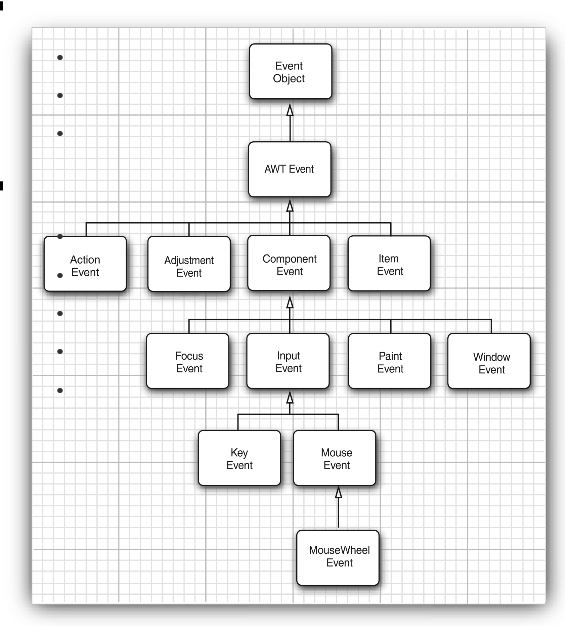 Event
Object
AWT Event
Action
Event
Adjustment
Event
Component
Event
Item
Event
Focus
Event
Input
Event
Paint
Event
Window
Event
Key
Event
Mouse
Event
MouseWheel
Event